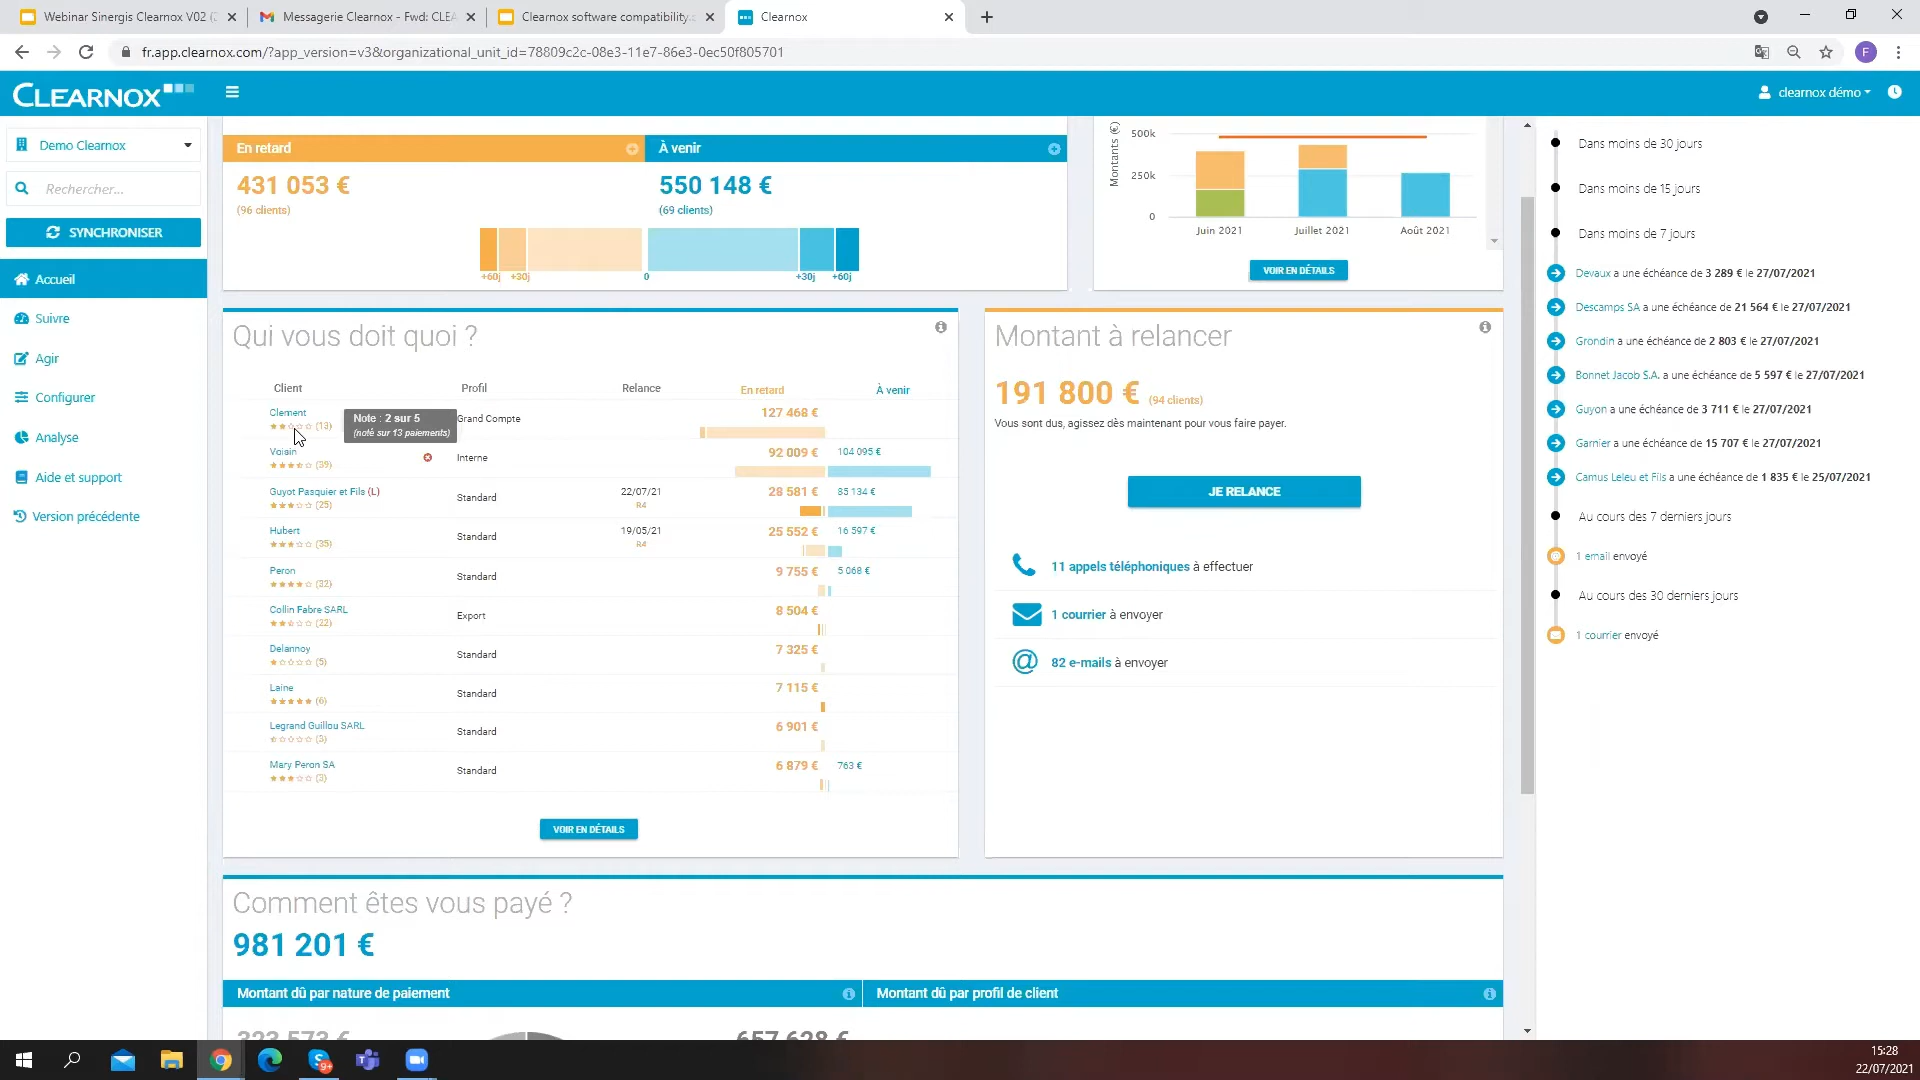 Webinar Sinergis Clearnox V02 (
Messagerie Clearnox - Fwd: CLEA
Clearnox software compatibility.
Clearnox
fr.app.clearnox.com/?app_version=v3&organizational_unit_id=78809c2c-08e3-11e7-86e3-0ec50f805701
F
CLEARNOX
clearnox démo
Demo Clearnox
Rechercher...
SYNCHRONISER
Accueil
Suivre
Agir
Configurer
Analyse
Aide et support
Version précédente
En retard
À venir
431 053 €
550 148 €
(96 clients)
(69 clients)
+60j +30j 0 +30j +60j
Montants (€)
500k
250k
0
Juin 2021 Juillet 2021 Août 2021
VOIR EN DÉTAILS
Qui vous doit quoi ?
Client Profil Relance En retard À venir
Clement
(13)
Note : 2 sur 5
(noté sur 13 paiements)
Grand Compte
127 468 €
Voisin
(39)
Interne
92 009 € 104 095 €
Guyot Pasquier et Fils (L)
(25)
Standard
22/07/21
R4
28 581 € 85 134 €
Hubert
(35)
Standard
19/05/21
R4
25 552 € 16 597 €
Peron
(32)
Standard
9 755 € 5 068 €
Collin Fabre SARL
(22)
Export
8 504 €
Delannoy
(5)
Standard
7 325 €
Laine
(6)
Standard
7 115 €
Legrand Guillou SARL
(3)
Standard
6 901 €
Mary Peron SA
(3)
Standard
6 879 € 763 €
VOIR EN DÉTAILS
Montant à relancer
191 800 € (94 clients)
Vous sont dus, agissez dès maintenant pour vous faire payer.
JE RELANCE
11 appels téléphoniques à effectuer
1 courrier à envoyer
82 e-mails à envoyer
Comment êtes vous payé ?
981 201 €
Montant dû par nature de paiement
Montant dû par profil de client
323 573 €
657 628 €
Dans moins de 30 jours
Dans moins de 15 jours
Dans moins de 7 jours
Devaux a une échéance de 3 289 € le 27/07/2021
Descamps SA a une échéance de 21 564 € le 27/07/2021
Grondin a une échéance de 2 803 € le 27/07/2021
Bonnet Jacob S.A. a une échéance de 5 597 € le 27/07/2021
Guyon a une échéance de 3 711 € le 27/07/2021
Garnier a une échéance de 15 707 € le 27/07/2021
Camus Leleu et Fils a une échéance de 1 835 € le 25/07/2021
Au cours des 7 derniers jours
1 email envoyé
Au cours des 30 derniers jours
1 courrier envoyé
9+
15:28
22/07/2021